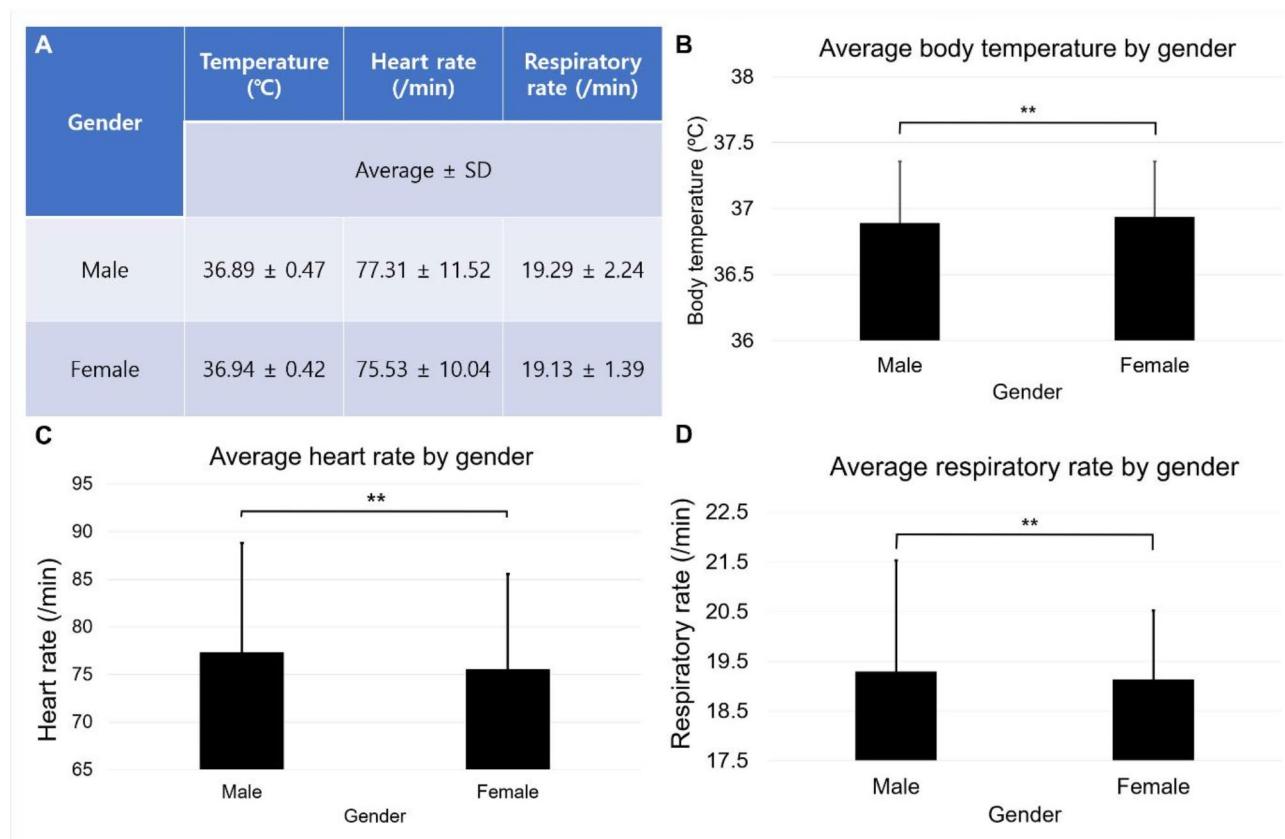 A
Gender
Temperature
(℃)
Heart rate
(/min)
Respiratory
rate (/min)
Average ± SD
Male
36.89 ± 0.47
77.31 ± 11.52
19.29 ± 2.24
Female
36.94 ± 0.42
75.53 ± 10.04
19.13 ± 1.39
B
Average body temperature by gender
Body temperature (ºC)
38
37.5
37
36.5
36
**
Male
Female
Gender
C
Average heart rate by gender
Heart rate (/min)
95
90
85
80
75
70
65
**
Male
Female
Gender
D
Average respiratory rate by gender
Respiratory rate (/min)
22.5
21.5
20.5
19.5
18.5
17.5
**
Male
Female
Gender